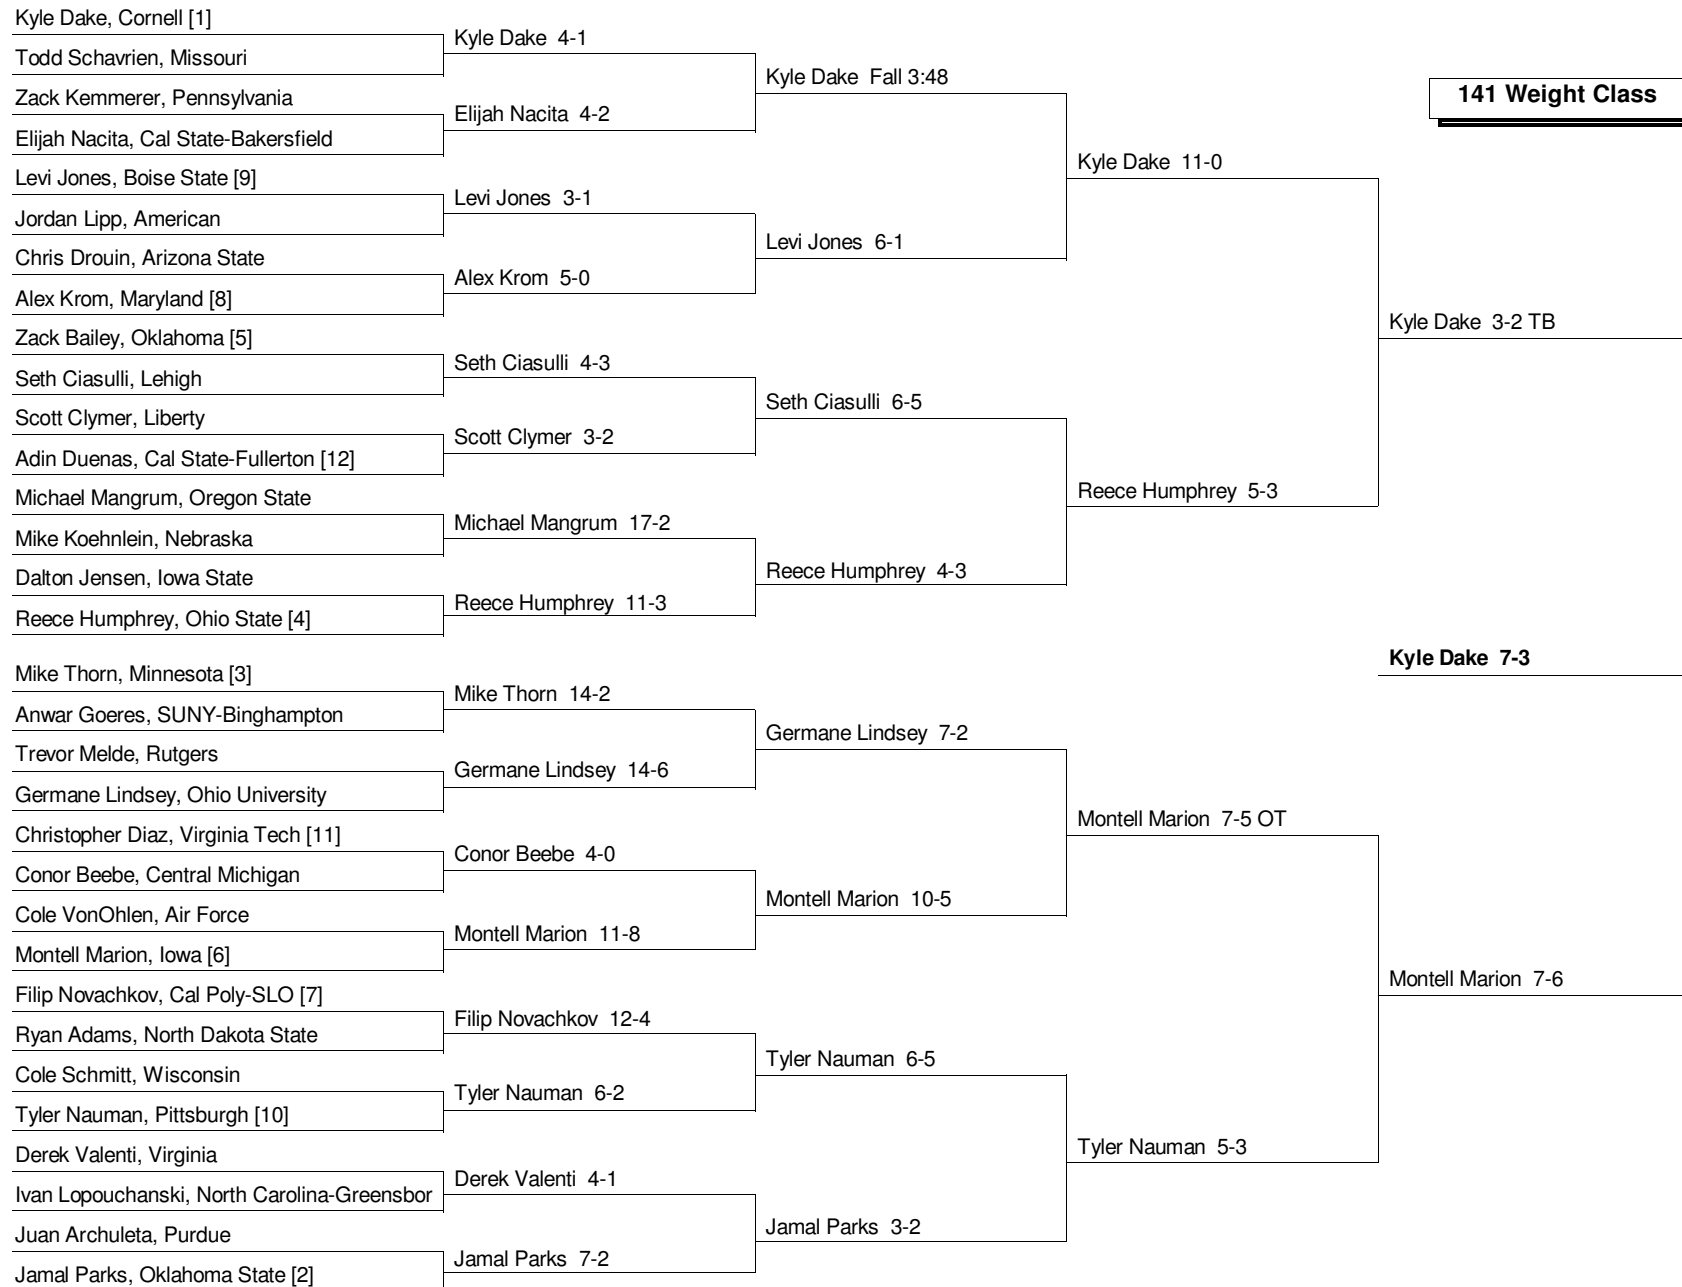 Kyle Dake, Cornell [1]
Todd Schavrien, Missouri
Zack Kemmerer, Pennsylvania
Elijah Nacita, Cal State-Bakersfield
Levi Jones, Boise State [9]
Jordan Lipp, American
Chris Drouin, Arizona State
Alex Krom, Maryland [8]
Zack Bailey, Oklahoma [5]
Seth Ciasulli, Lehigh
Scott Clymer, Liberty
Adin Duenas, Cal State-Fullerton [12]
Michael Mangrum, Oregon State
Mike Koehnlein, Nebraska
Dalton Jensen, Iowa State
Reece Humphrey, Ohio State [4]
Mike Thorn, Minnesota [3]
Anwar Goeres, SUNY-Binghampton
Trevor Melde, Rutgers
Germane Lindsey, Ohio University
Christopher Diaz, Virginia Tech [11]
Conor Beebe, Central Michigan
Cole VonOhlen, Air Force
Montell Marion, Iowa [6]
Filip Novachkov, Cal Poly-SLO [7]
Ryan Adams, North Dakota State
Cole Schmitt, Wisconsin
Tyler Nauman, Pittsburgh [10]
Derek Valenti, Virginia
Ivan Lopouchanski, North Carolina-Greensbor
Juan Archuleta, Purdue
Jamal Parks, Oklahoma State [2]
Kyle Dake 4-1
Elijah Nacita 4-2
Levi Jones 3-1
Alex Krom 5-0
Seth Ciasulli 4-3
Scott Clymer 3-2
Michael Mangrum 17-2
Reece Humphrey 11-3
Mike Thorn 14-2
Germane Lindsey 14-6
Conor Beebe 4-0
Montell Marion 11-8
Filip Novachkov 12-4
Tyler Nauman 6-2
Derek Valenti 4-1
Jamal Parks 7-2
Kyle Dake Fall 3:48
Levi Jones 6-1
Seth Ciasulli 6-5
Reece Humphrey 4-3
Germane Lindsey 7-2
Montell Marion 10-5
Tyler Nauman 6-5
Jamal Parks 3-2
Kyle Dake 11-0
Reece Humphrey 5-3
Montell Marion 7-5 OT
Tyler Nauman 5-3
141 Weight Class
Kyle Dake 3-2 TB
Kyle Dake 7-3
Montell Marion 7-6